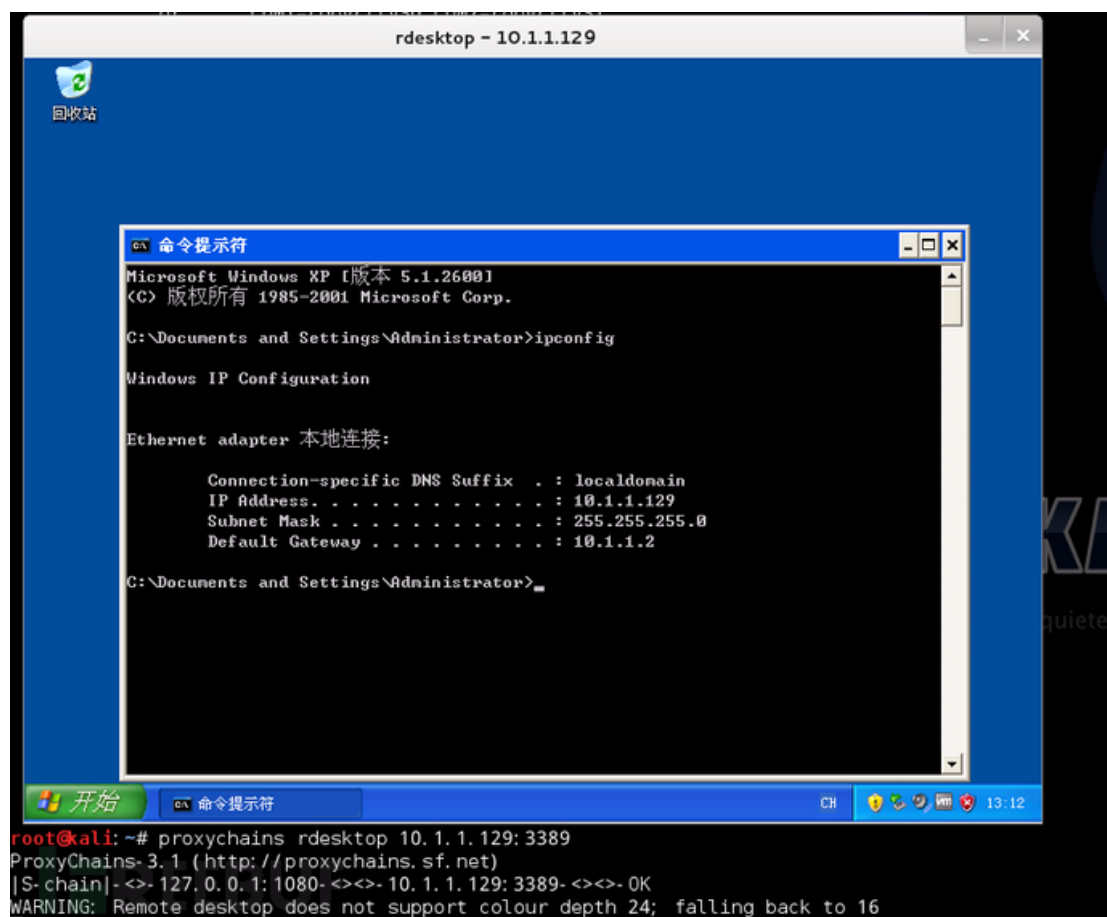 rdesktop - 10.1.1.129
回收站
命令提示符
Microsoft Windows XP [版本 5.1.2600]
(C) 版权所有 1985-2001 Microsoft Corp.
C:\Documents and Settings\Administrator>ipconfig
Windows IP Configuration
Ethernet adapter 本地连接:
Connection-specific DNS Suffix . : localdomain
IP Address. . . . . . . . . . . . : 10.1.1.129
Subnet Mask . . . . . . . . . . . : 255.255.255.0
Default Gateway . . . . . . . . . : 10.1.1.2
C:\Documents and Settings\Administrator>_
quiete
开始 命令提示符 CH 13:12
root@kali:~# proxychains rdesktop 10.1.1.129:3389
ProxyChains-3.1 (http://proxychains.sf.net)
|S-chain|-<>-127.0.0.1:1080-<><>-10.1.1.129:3389-<><>-OK
WARNING: Remote desktop does not support colour depth 24; falling back to 16